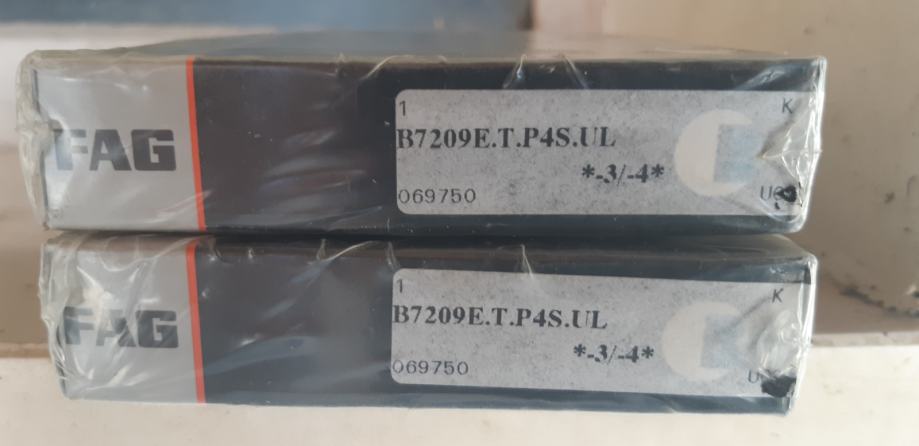 FAG
1 K
B7209E.T.P4S.UL
*-3/-4*
069750
FAG
1 K
B7209E.T.P4S.UL
*-3/-4*
069750